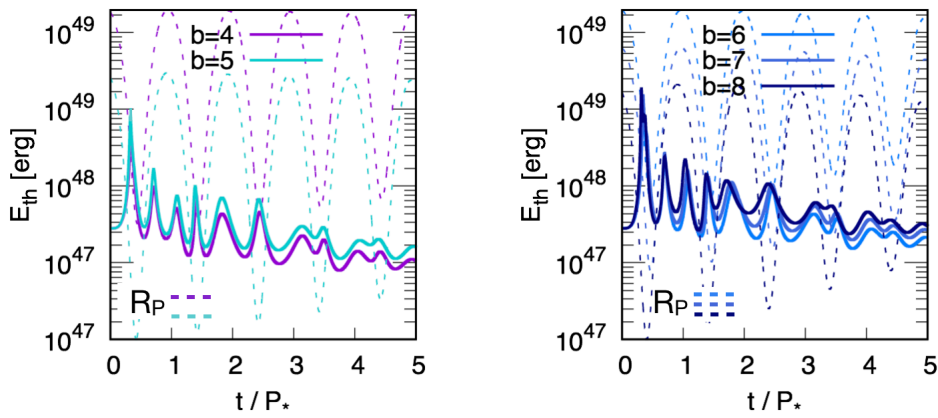 10^49
10^49
10^48
10^47
10^47
E_th [erg]
b=4
b=5
R_P
0 1 2 3 4 5
t / P_*
10^49
10^49
10^48
10^47
10^47
E_th [erg]
b=6
b=7
b=8
R_P
0 1 2 3 4 5
t / P_*